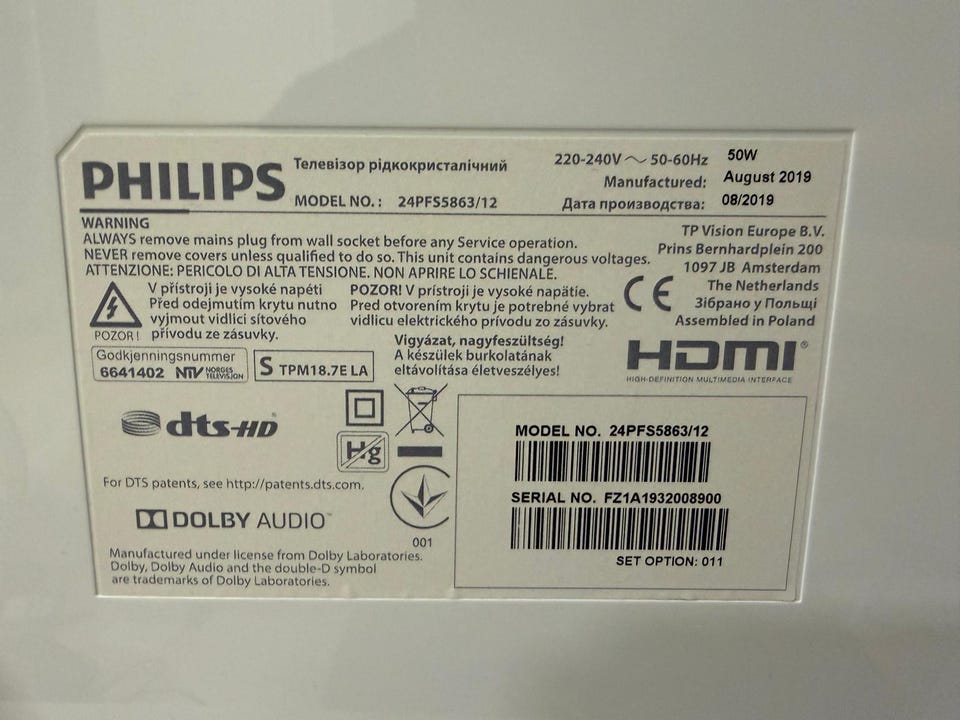 PHILIPS
Телевізор рідкокристалічний
MODEL NO. : 24PFS5863/12
220-240V ～ 50-60Hz 50W
Manufactured: August 2019
Дата производства: 08/2019
WARNING
ALWAYS remove mains plug from wall socket before any Service operation.
NEVER remove covers unless qualified to do so. This unit contains dangerous voltages.
ATTENZIONE: PERICOLO DI ALTA TENSIONE. NON APRIRE LO SCHIENALE.
TP Vision Europe B.V.
Prins Bernhardplein 200
1097 JB Amsterdam
The Netherlands
Зібрано у Польщі
Assembled in Poland
POZOR !
V přístroji je vysoké napětí
Před odejmutím krytu nutno
vyjmout vidlici síťového
přívodu ze zásuvky.
POZOR! V prístroji je vysoké napätie.
Pred otvorením krytu je potrebné vybrat
vidlicu elektrického prívodu zo zásuvky.
Vigyázat, nagyfeszültség!
A készülek burkolatának
eltávolítása életveszélyes!
CE
HDMI®
HIGH-DEFINITION MULTIMEDIA INTERFACE
Godkjenningsnummer
6641402 NTV NORGES TELEVISJON
S TPM18.7E LA
dts-HD®
Hg
For DTS patents, see http://patents.dts.com.
DOLBY AUDIO™
001
Manufactured under license from Dolby Laboratories.
Dolby, Dolby Audio and the double-D symbol
are trademarks of Dolby Laboratories.
MODEL NO. 24PFS5863/12
SERIAL NO. FZ1A1932008900
SET OPTION: 011